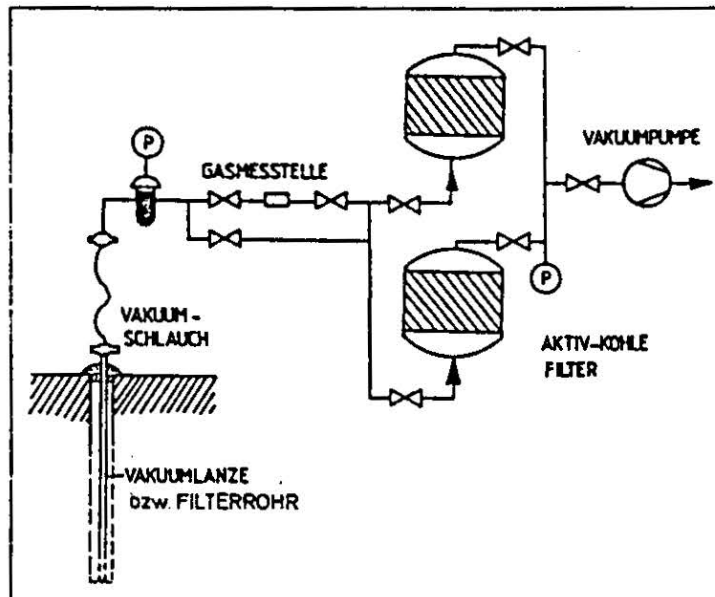 P
GASMESSTELLE
VAKUUMPUMPE
P
VAKUUM-
SCHLAUCH
AKTIV-KOHLE
FILTER
VAKUUMLANZE
bzw. FILTERROHR